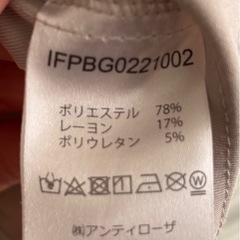 IFPBG0221002
ポリエステル 78%
レーヨン 17%
ポリウレタン 5%
㈱アンティローザ